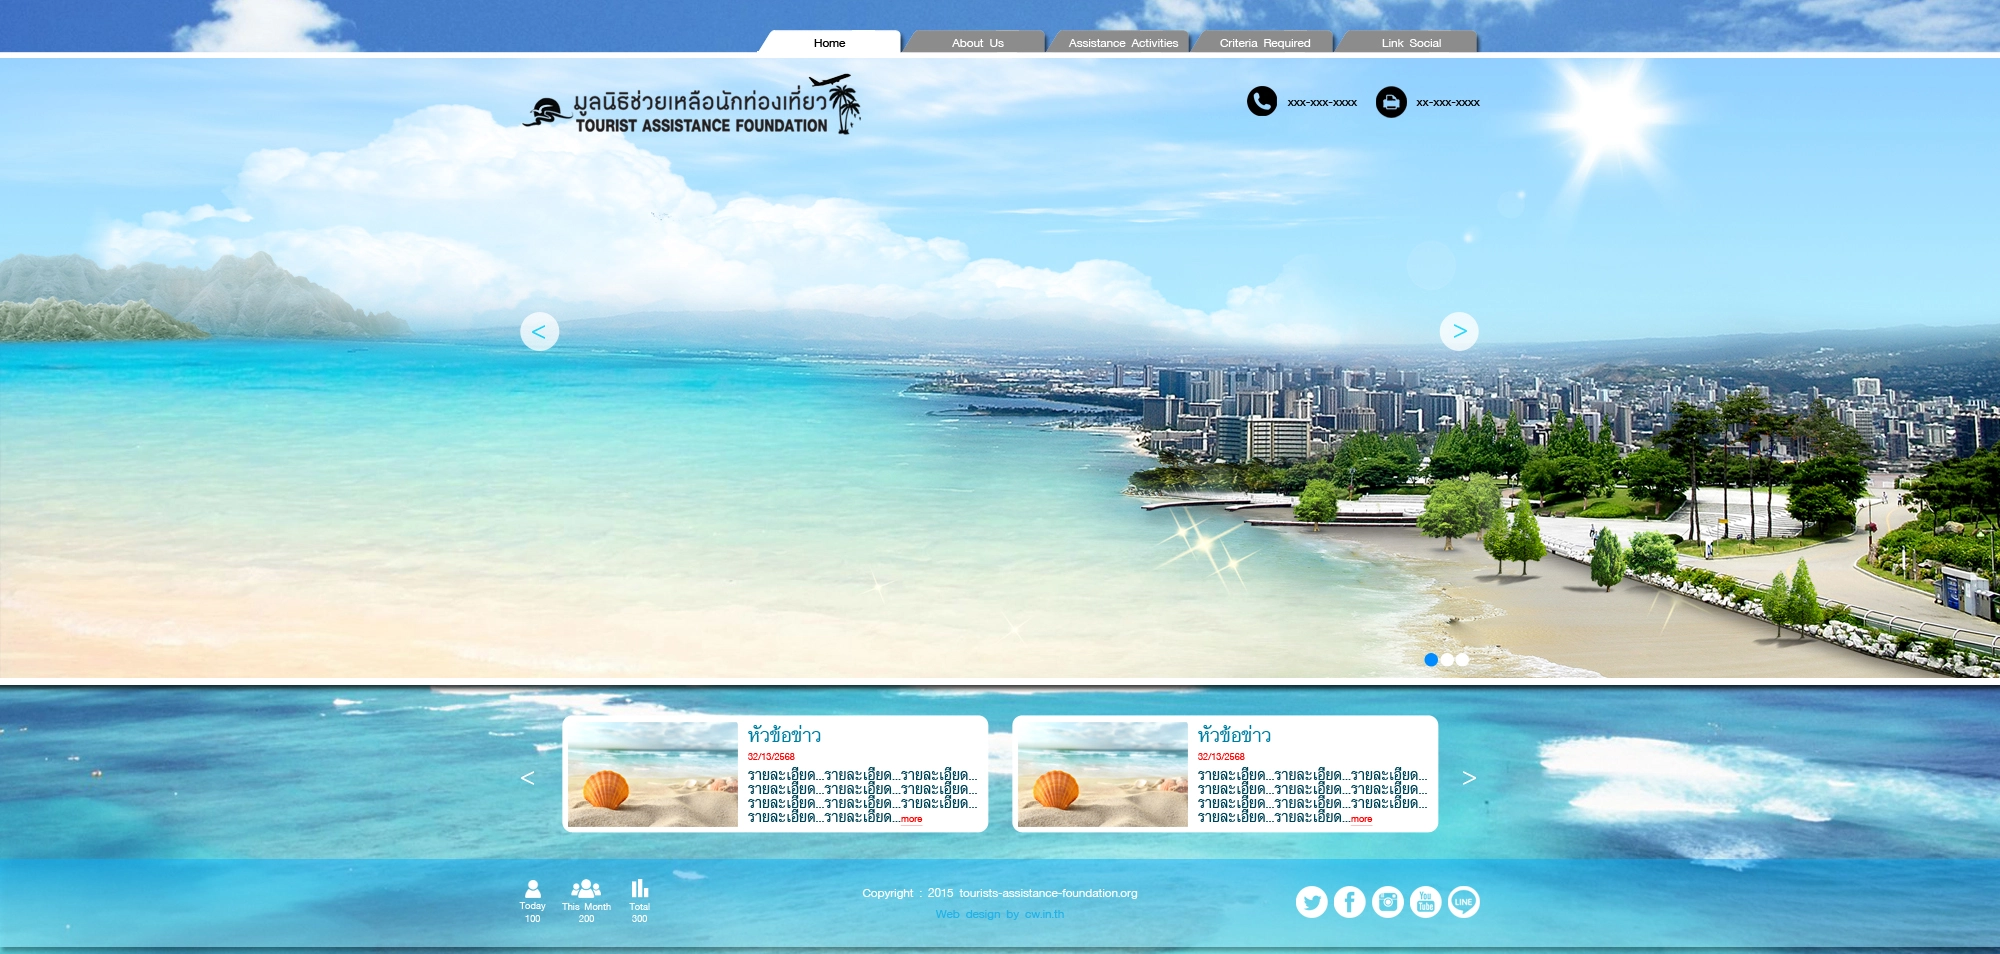 Home
About Us
Assistance Activities
Criteria Required
Link Social
มูลนิธิช่วยเหลือนักท่องเที่ยว
TOURIST ASSISTANCE FOUNDATION
xxx-xxx-xxxx
xx-xxx-xxxx
<
>
<
หัวข้อข่าว
32/13/2568
รายละเอียด...รายละเอียด...รายละเอียด...
รายละเอียด...รายละเอียด...รายละเอียด...
รายละเอียด...รายละเอียด...รายละเอียด...
รายละเอียด...รายละเอียด...more
หัวข้อข่าว
32/13/2568
รายละเอียด...รายละเอียด...รายละเอียด...
รายละเอียด...รายละเอียด...รายละเอียด...
รายละเอียด...รายละเอียด...รายละเอียด...
รายละเอียด...รายละเอียด...more
>
Today
100
This Month
200
Total
300
Copyright : 2015 tourists-assistance-foundation.org
Web design by cw.in.th
You
Tube
LINE